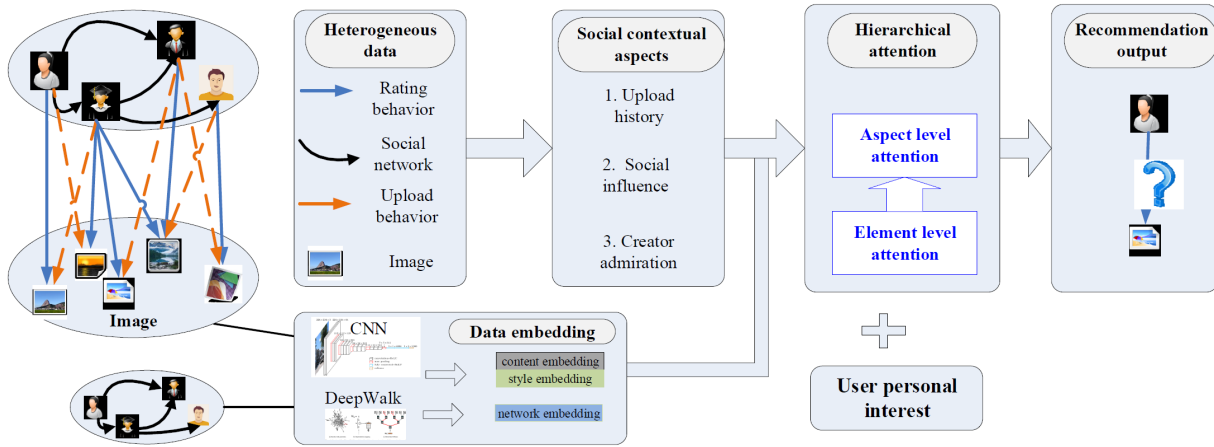 Heterogeneous
data
Rating
behavior
Social
network
Upload
behavior
Image
Social contextual
aspects
1. Upload
history
2. Social
influence
3. Creator
admiration
Hierarchical
attention
Aspect level
attention
Element level
attention
Recommendation
output
Image
CNN
Data embedding
content embedding
style embedding
DeepWalk
network embedding
User personal
interest